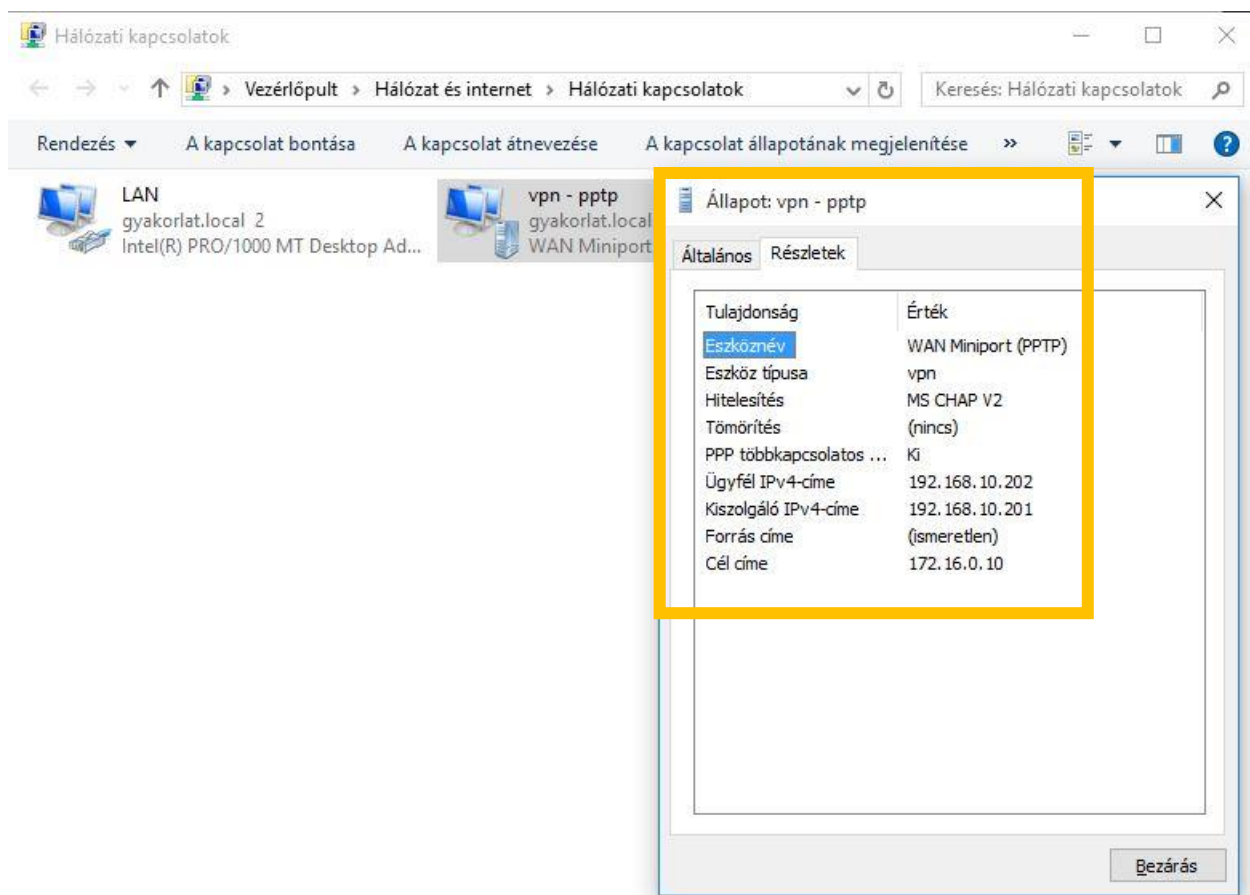 Hálózati kapcsolatok
Vezérlőpult > Hálózat és internet > Hálózati kapcsolatok
Keresés: Hálózati kapcsolatok
Rendezés
A kapcsolat bontása
A kapcsolat átnevezése
A kapcsolat állapotának megjelenítése
»
LAN
gyakorlat.local 2
Intel(R) PRO/1000 MT Desktop Ad...
vpn - pptp
gyakorlat.local
WAN Miniport
Állapot: vpn - pptp
Általános
Részletek
Tulajdonság Érték
Eszköznév WAN Miniport (PPTP)
Eszköz típusa vpn
Hitelesítés MS CHAP V2
Tömörítés (nincs)
PPP többkapcsolatos ... Ki
Ügyfél IPv4-címe 192.168.10.202
Kiszolgáló IPv4-címe 192.168.10.201
Forrás címe (ismeretlen)
Cél címe 172.16.0.10
Bezárás